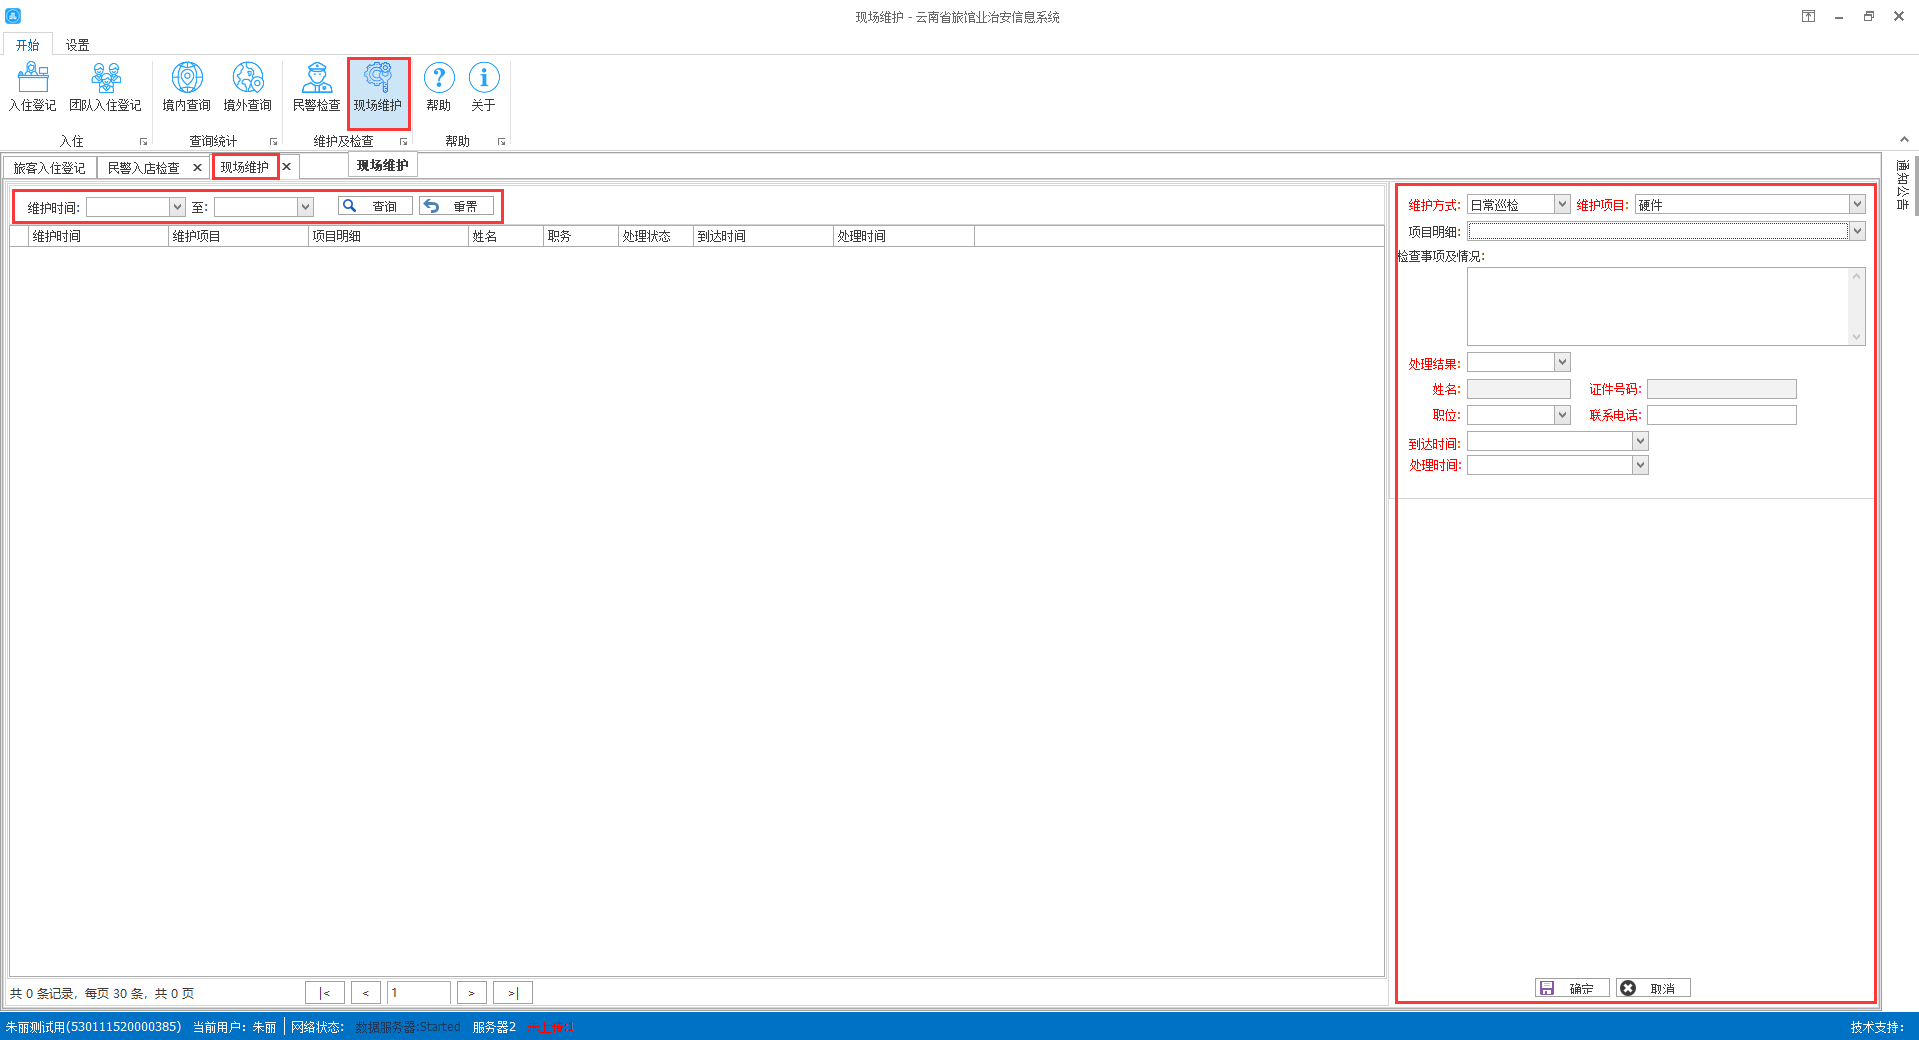 现场维护 - 云南省旅馆业治安信息系统
开始 设置
入住登记 团队入住登记 境内查询 境外查询 民警检查 现场维护 帮助 关于
入住 查询统计 维护及检查 帮助
旅客入住登记 民警入店检查 现场维护 现场维护
通知公告
维护时间: 至: 查询 重置
维护时间 维护项目 项目明细 姓名 职务 处理状态 到达时间 处理时间
维护方式: 日常巡检 维护项目: 硬件
项目明细:
检查事项及情况:
处理结果:
姓名: 证件号码:
职位: 联系电话:
到达时间:
处理时间:
确定 取消
共 0 条记录, 每页 30 条, 共 0 页 |< < 1 > >|
朱丽测试用(530111520000385) 当前用户: 朱丽 网络状态: 数据服务器:Started 服务器2 技术支持: